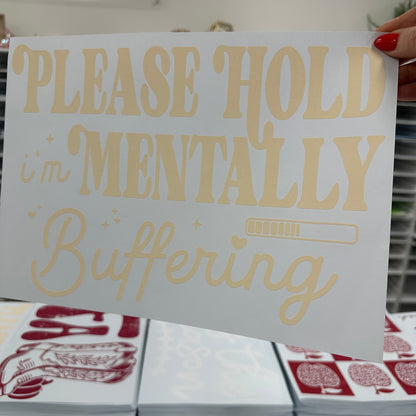 PLEASE HOLD
i'm MENTALLY
Buffering